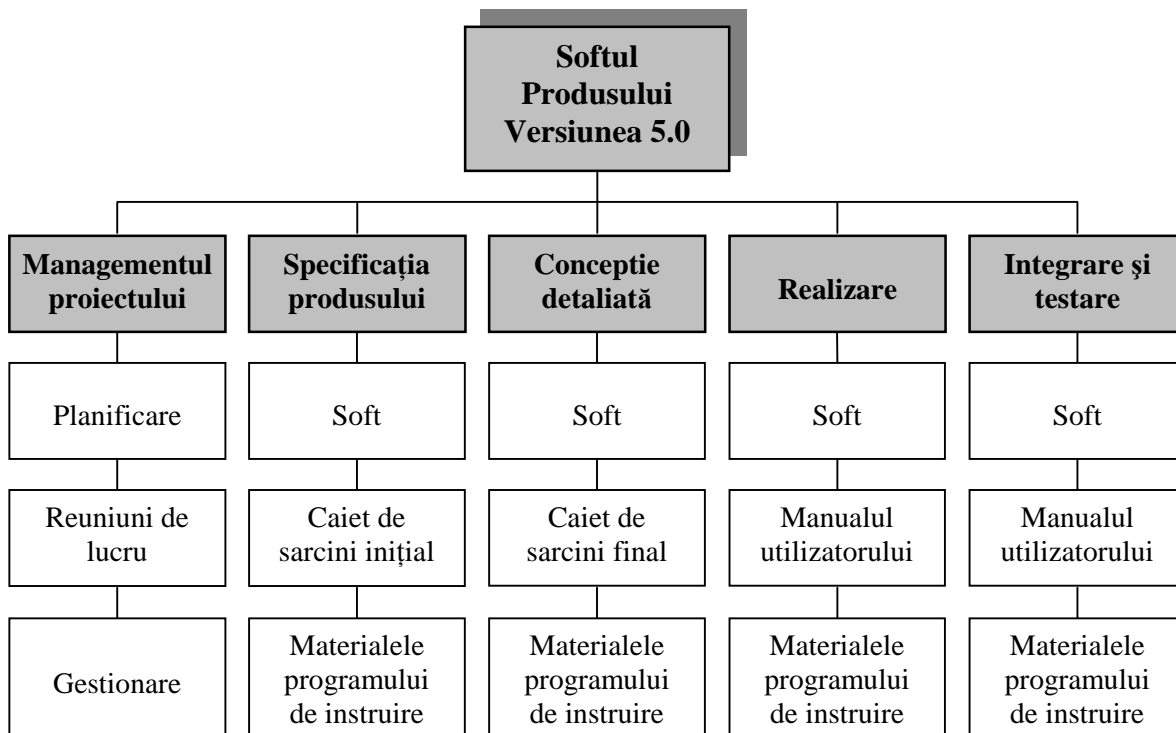 Softul
Produsului
Versiunea 5.0
Managementul
proiectului
Specificația
produsului
Conceptie
detaliată
Realizare
Integrare şi
testare
Planificare
Soft
Soft
Soft
Soft
Reuniuni de
lucru
Caiet de
sarcini inițial
Caiet de
sarcini final
Manualul
utilizatorului
Manualul
utilizatorului
Gestionare
Materialele
programului
de instruire
Materialele
programului
de instruire
Materialele
programului
de instruire
Materialele
programului
de instruire